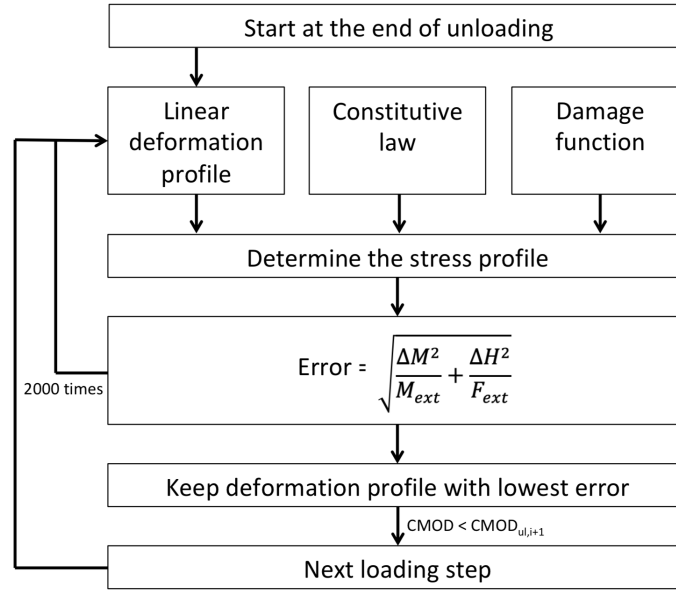 Start at the end of unloading
Linear
deformation
profile
Constitutive
law
Damage
function
Determine the stress profile
Error = √(ΔM²/M_ext + ΔH²/F_ext)
2000 times
Keep deformation profile with lowest error
CMOD < CMOD_ul,i+1
Next loading step